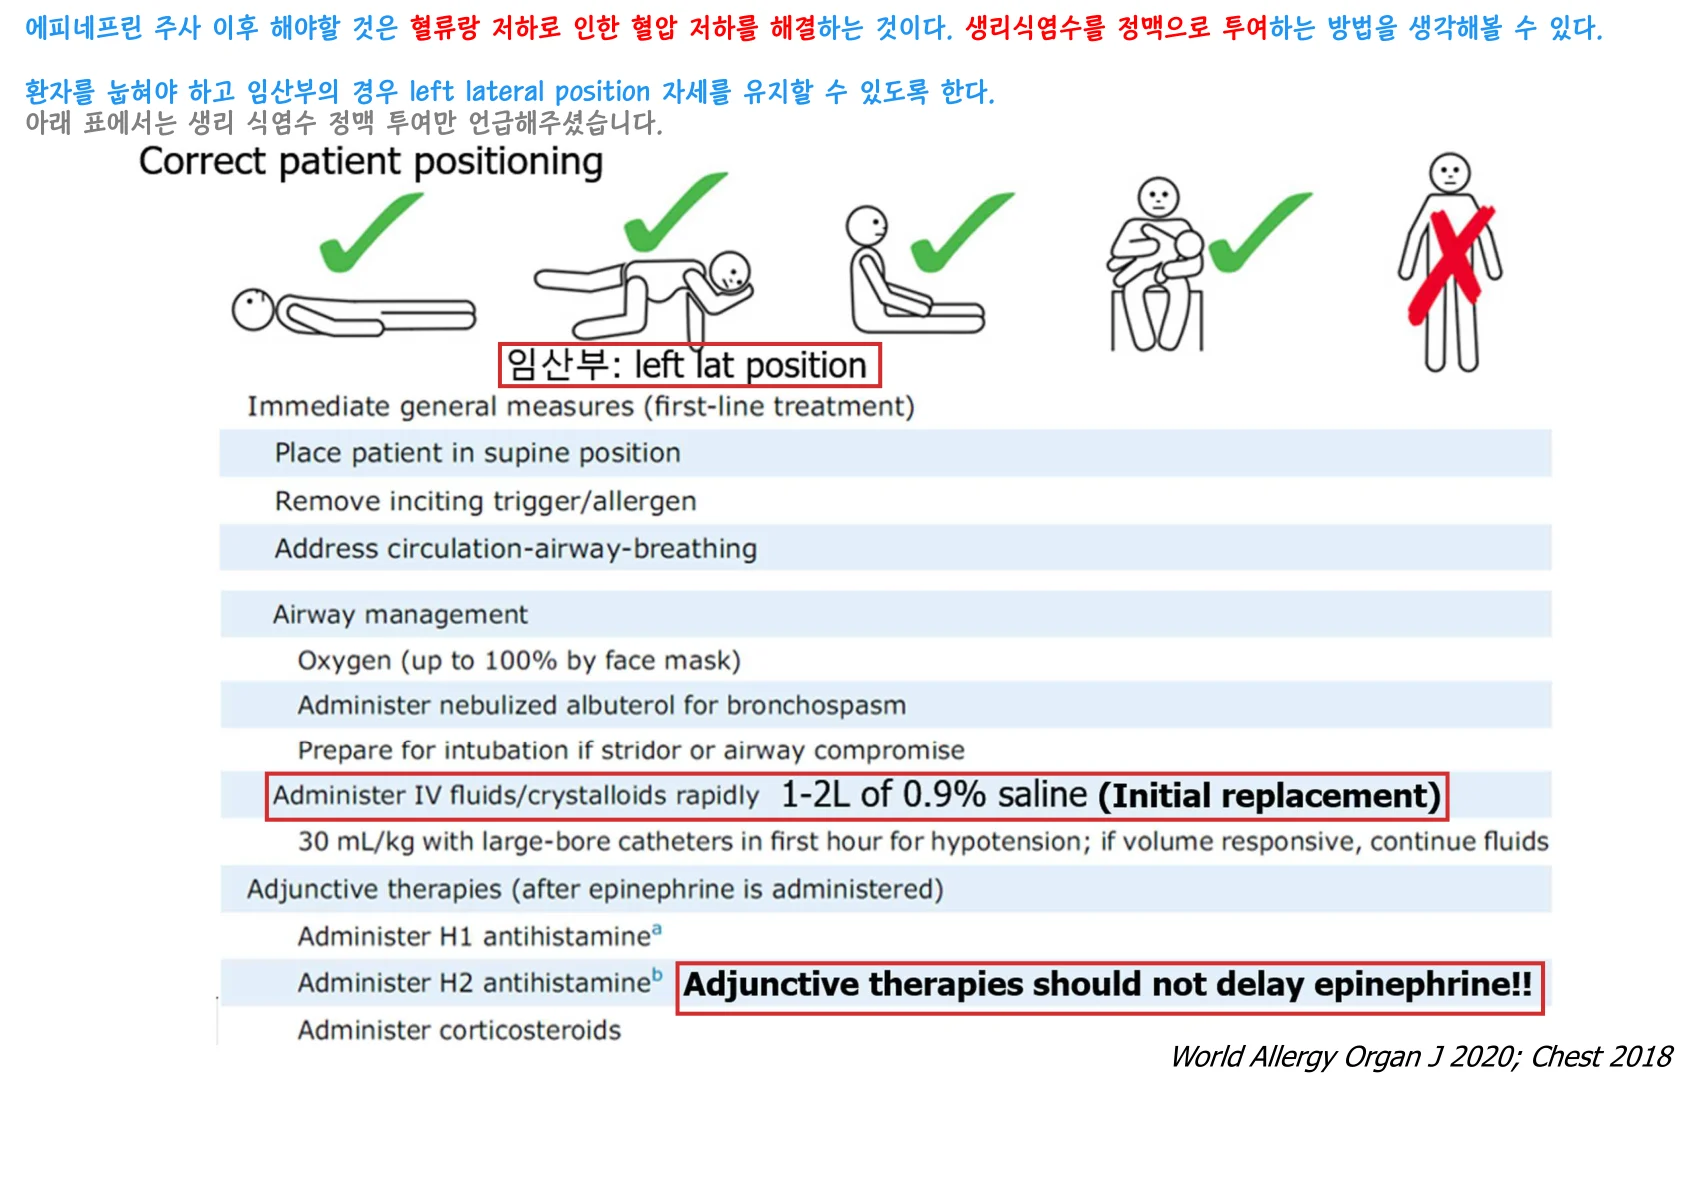 에피네프린 주사 이후 해야할 것은 혈류랑 저하로 인한 혈압 저하를 해결하는 것이다. 생리식염수를 정맥으로 투여하는 방법을 생각해볼 수 있다.
환자를 눕혀야 하고 임산부의 경우 left lateral position 자세를 유지할 수 있도록 한다.
아래 표에서는 생리 식염수 정맥 투여만 언급해주셨습니다.
Correct patient positioning
임산부: left lat position
Immediate general measures (first-line treatment)
Place patient in supine position
Remove inciting trigger/allergen
Address circulation-airway-breathing
Airway management
Oxygen (up to 100% by face mask)
Administer nebulized albuterol for bronchospasm
Prepare for intubation if stridor or airway compromise
Administer IV fluids/crystalloids rapidly 1-2L of 0.9% saline (Initial replacement)
30 mL/kg with large-bore catheters in first hour for hypotension; if volume responsive, continue fluids
Adjunctive therapies (after epinephrine is administered)
Administer H1 antihistamineᵃ
Administer H2 antihistamineᵇ Adjunctive therapies should not delay epinephrine!!
Administer corticosteroids
World Allergy Organ J 2020; Chest 2018